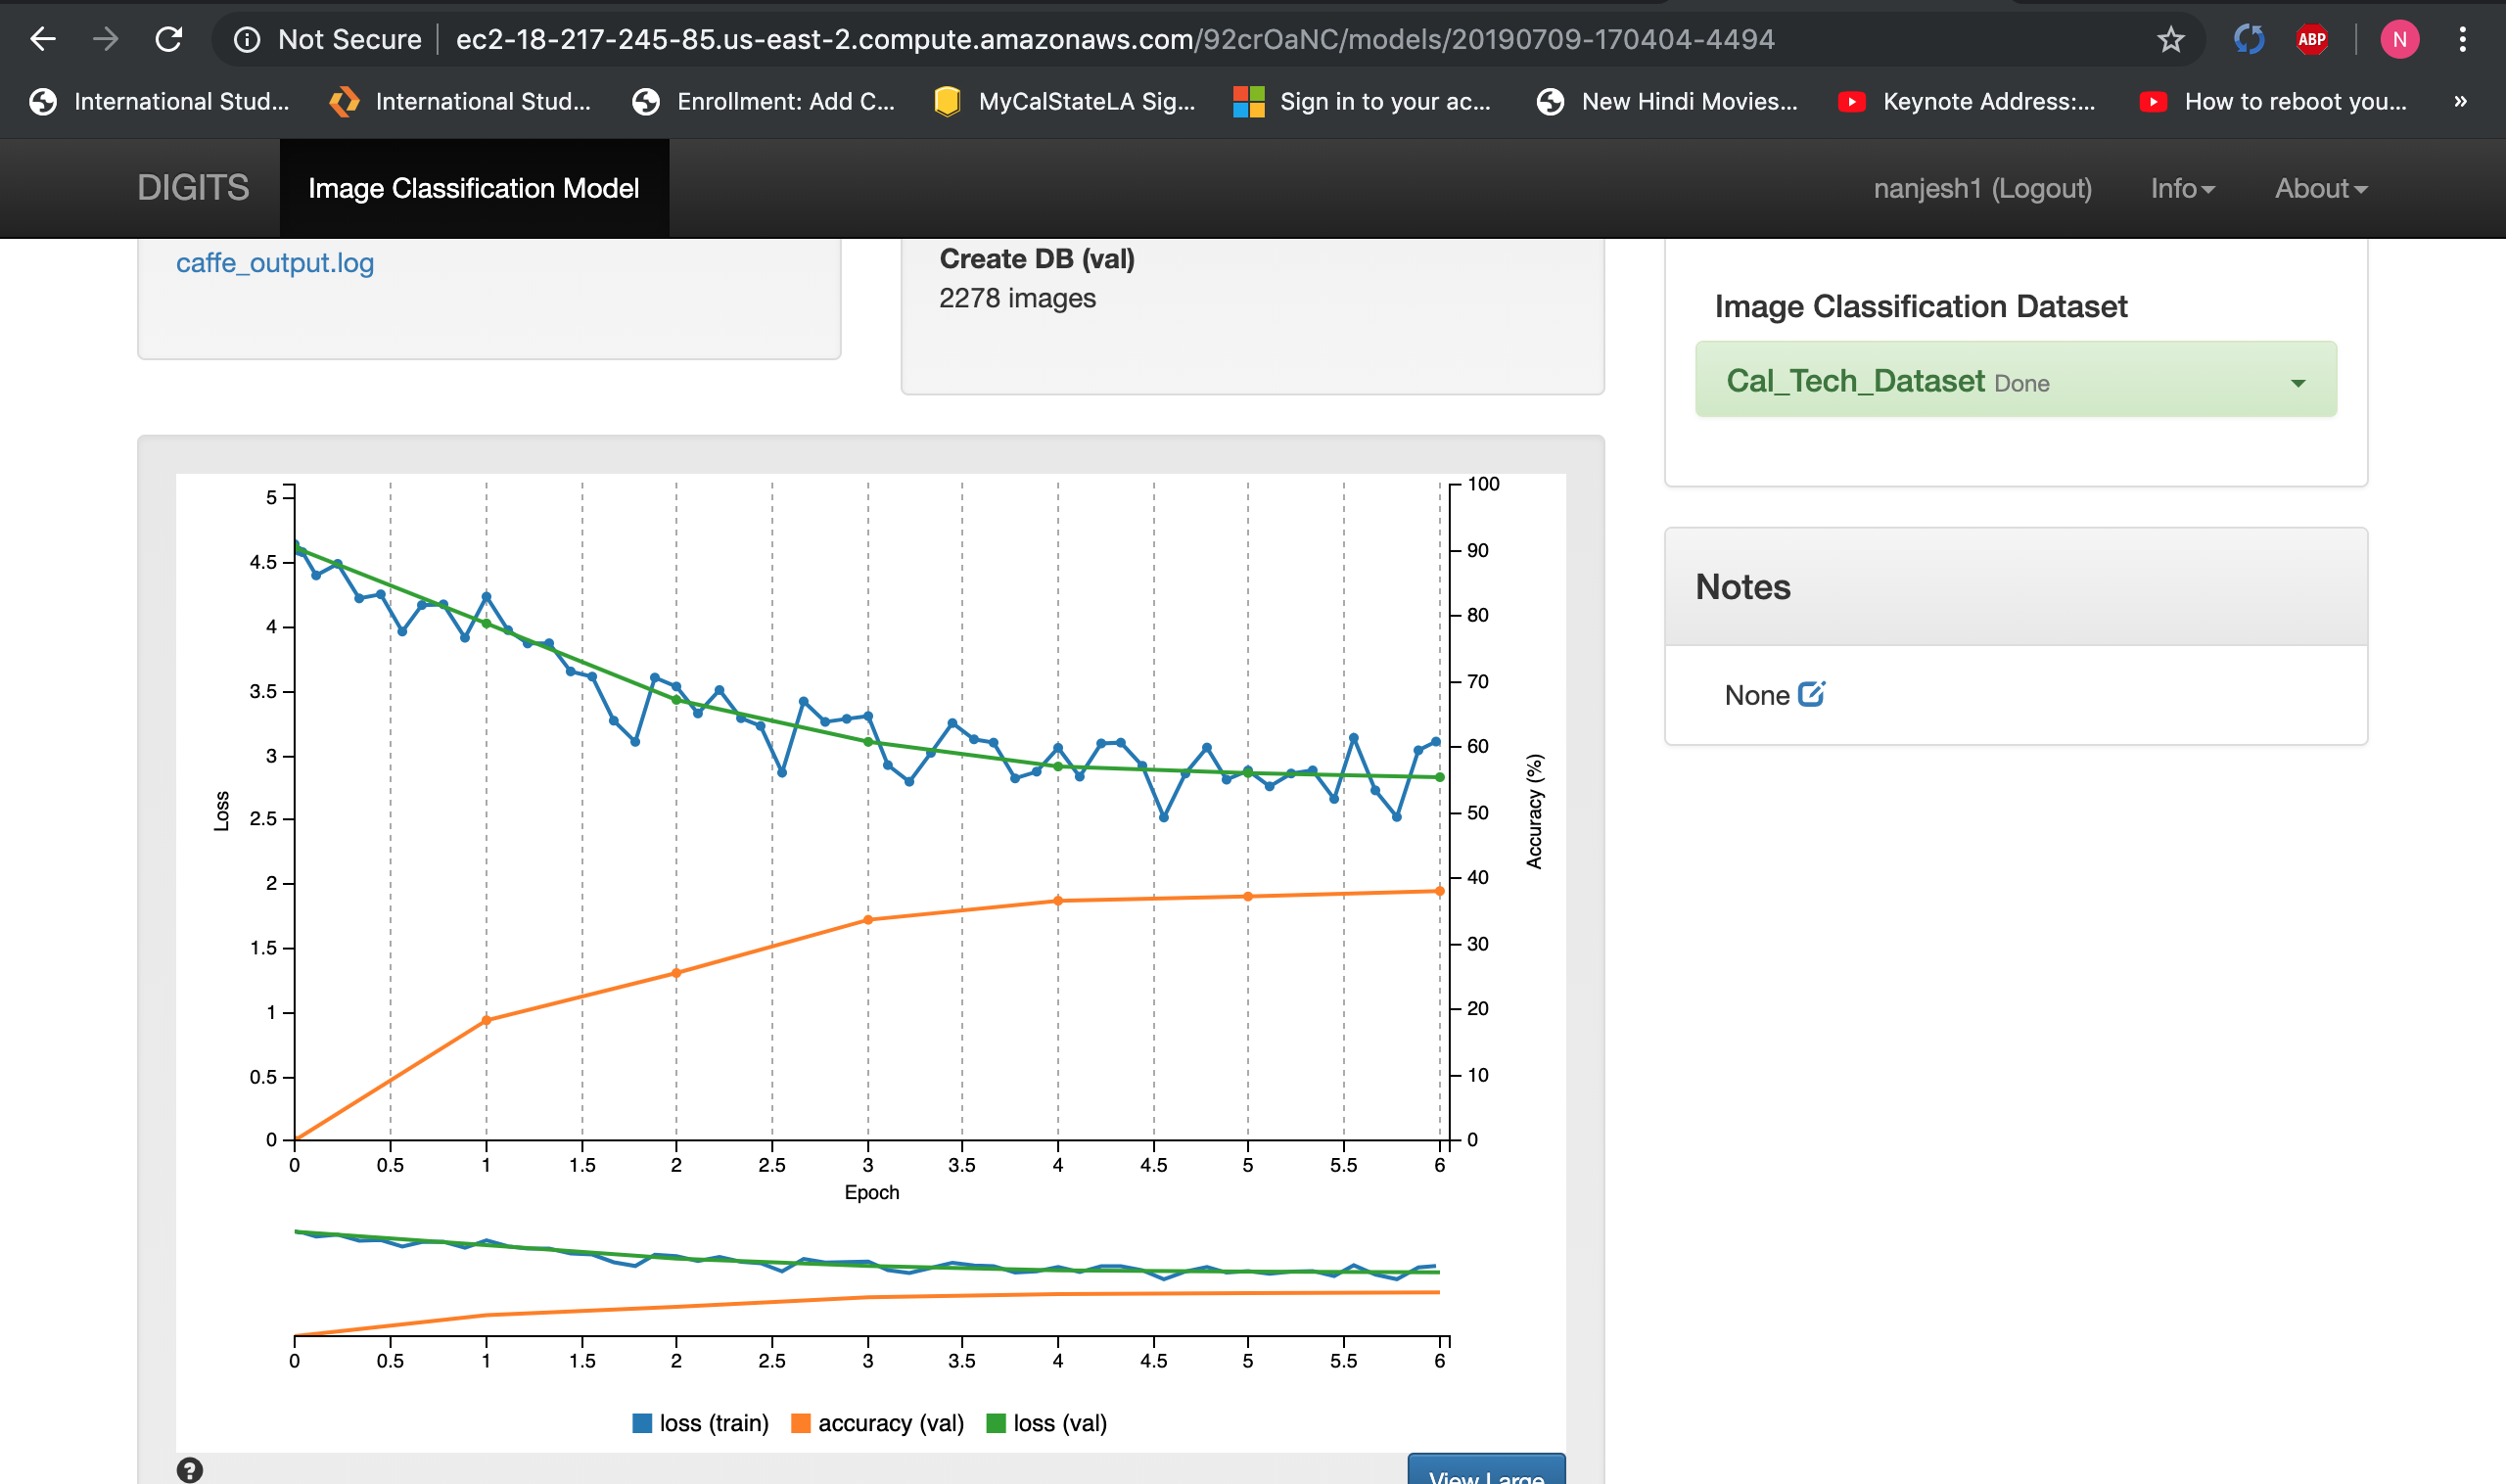 Not Secure ec2-18-217-245-85.us-east-2.compute.amazonaws.com/92crOaNC/models/20190709-170404-4494 ABP N
International Stud... International Stud... Enrollment: Add C... MyCalStateLA Sig... Sign in to your ac... New Hindi Movies... Keynote Address:... How to reboot you... »
DIGITS Image Classification Model nanjesh1 (Logout) Info About
caffe_output.log
Create DB (val)
2278 images
Image Classification Dataset
Cal_Tech_Dataset Done
Notes
None
5
4.5
4
3.5
3
2.5
2
1.5
1
0.5
0
Loss
100
90
80
70
60
50
40
30
20
10
0
Accuracy (%)
0 0.5 1 1.5 2 2.5 3 3.5 4 4.5 5 5.5 6
Epoch
0 0.5 1 1.5 2 2.5 3 3.5 4 4.5 5 5.5 6
loss (train) accuracy (val) loss (val)
?
View Large